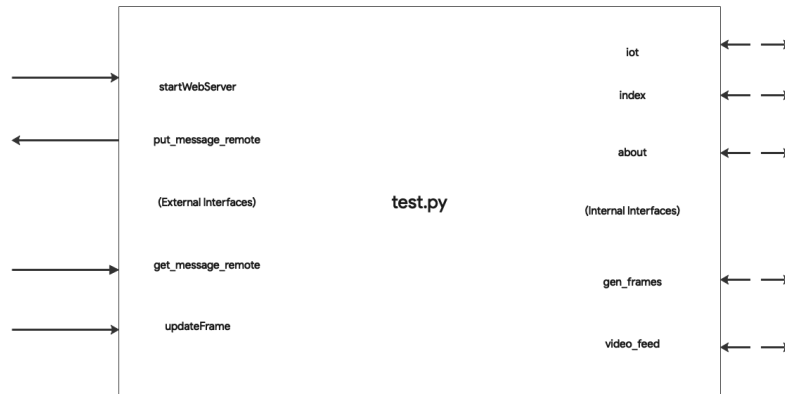 startWebServer
put_message_remote
(External Interfaces)
get_message_remote
updateFrame
test.py
iot
index
about
(Internal Interfaces)
gen_frames
video_feed